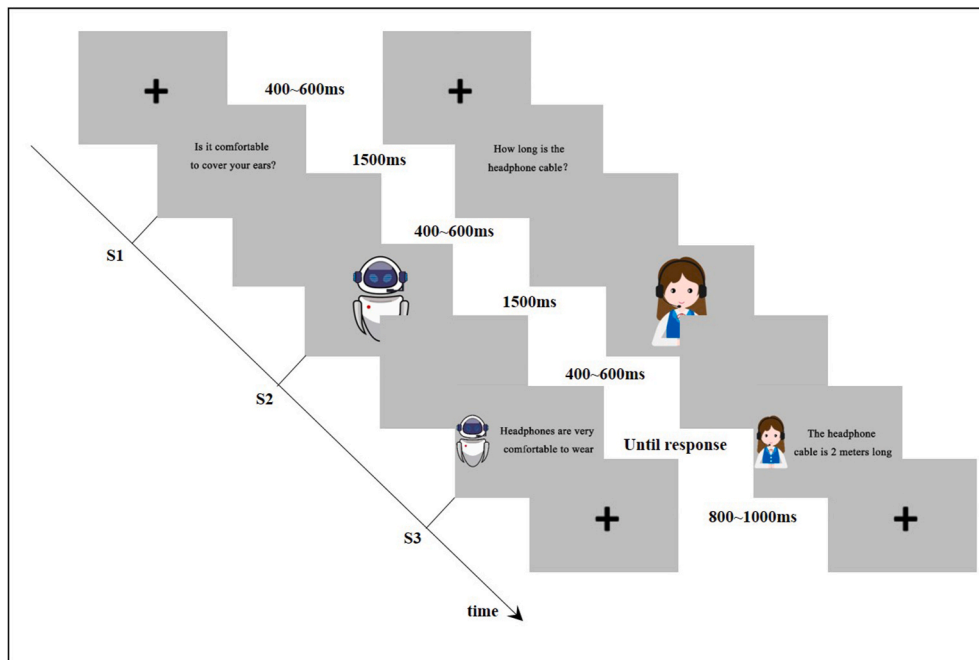 400~600ms
Is it comfortable
to cover your ears?
1500ms
How long is the
headphone cable?
400~600ms
S1
1500ms
400~600ms
S2
Headphones are very
comfortable to wear
Until response
The headphone
cable is 2 meters long
800~1000ms
S3
time